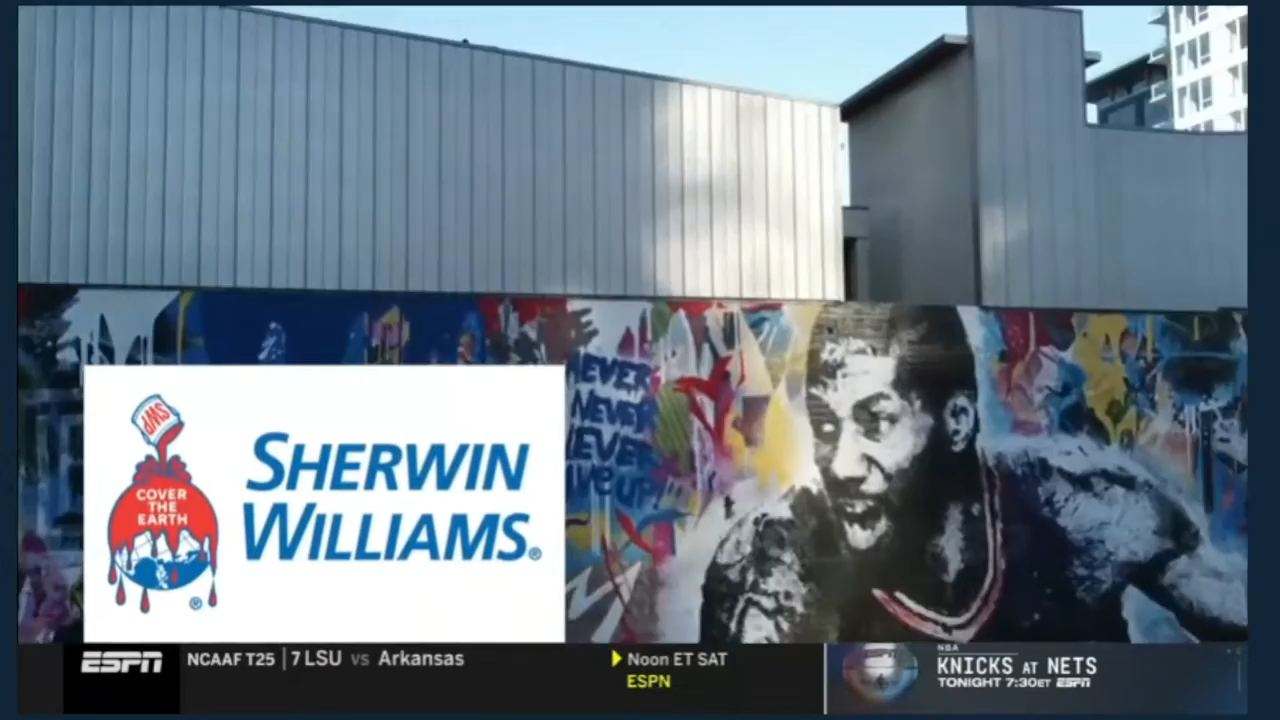 NEVER
NEVER
NEVER
GIVE UP!
SWP
COVER
THE
EARTH
®
SHERWIN
WILLIAMS®
ESPN
NCAAF T25 | 7 LSU vs Arkansas
Noon ET SAT
ESPN
NBA
KNICKS AT NETS
TONIGHT 7:30ET ESPN